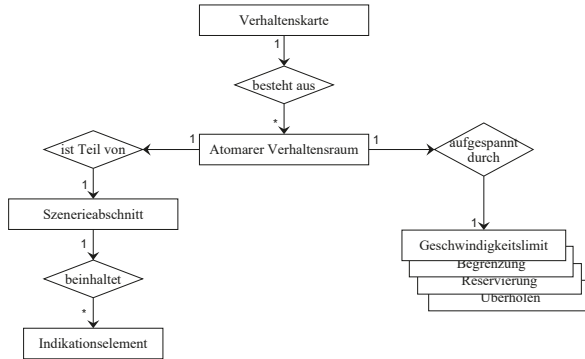 Verhaltenskarte
1
besteht aus
*
ist Teil von
1
Atomarer Verhaltensraum
1
aufgespannt
durch
1
Szenerieabschnitt
1
1
Geschwindigkeitslimit
Begrenzung
Reservierung
Überholen
beinhaltet
*
Indikationselement